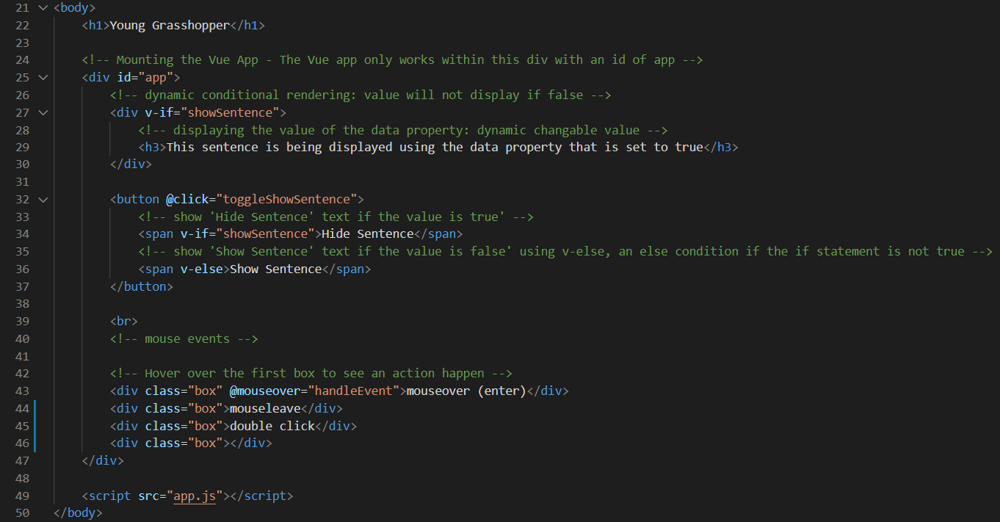 21 <body>
22 <h1>Young Grasshopper</h1>
23
24 <!-- Mounting the Vue App - The Vue app only works within this div with an id of app -->
25 <div id="app">
26 <!-- dynamic conditional rendering: value will not display if false -->
27 <div v-if="showSentence">
28 <!-- displaying the value of the data property: dynamic changable value -->
29 <h3>This sentence is being displayed using the data property that is set to true</h3>
30 </div>
31
32 <button @click="toggleShowSentence">
33 <!-- show 'Hide Sentence' text if the value is true' -->
34 <span v-if="showSentence">Hide Sentence</span>
35 <!-- show 'Show Sentence' text if the value is false' using v-else, an else condition if the if statement is not true -->
36 <span v-else>Show Sentence</span>
37 </button>
38
39 <br>
40 <!-- mouse events -->
41
42 <!-- Hover over the first box to see an action happen -->
43 <div class="box" @mouseover="handleEvent">mouseover (enter)</div>
44 <div class="box">mouseleave</div>
45 <div class="box">double click</div>
46 <div class="box"></div>
47 </div>
48
49 <script src="app.js"></script>
50 </body>